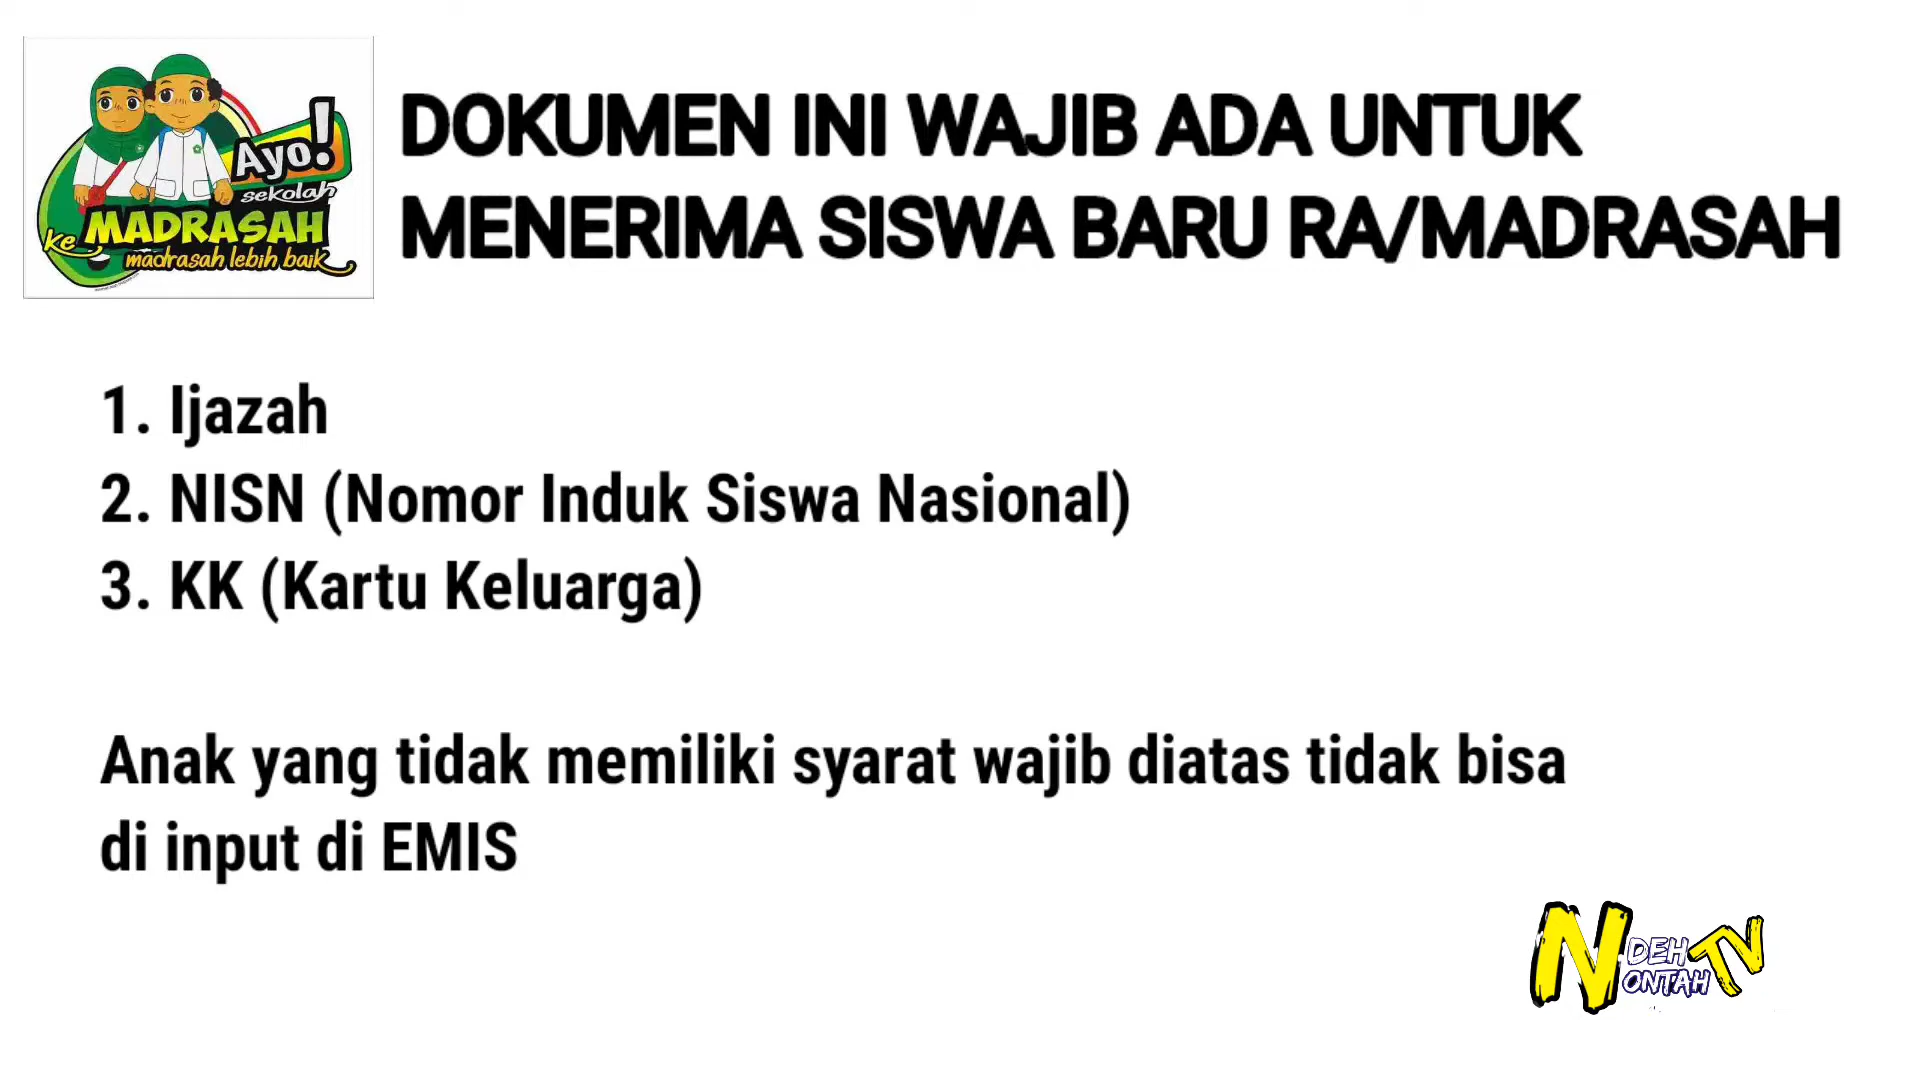 Ayo!
sekolah
ke MADRASAH
madrasah lebih baik
DOKUMEN INI WAJIB ADA UNTUK
MENERIMA SISWA BARU RA/MADRASAH
1. Ijazah
2. NISN (Nomor Induk Siswa Nasional)
3. KK (Kartu Keluarga)
Anak yang tidak memiliki syarat wajib diatas tidak bisa
di input di EMIS
NDEH NONTAH TV